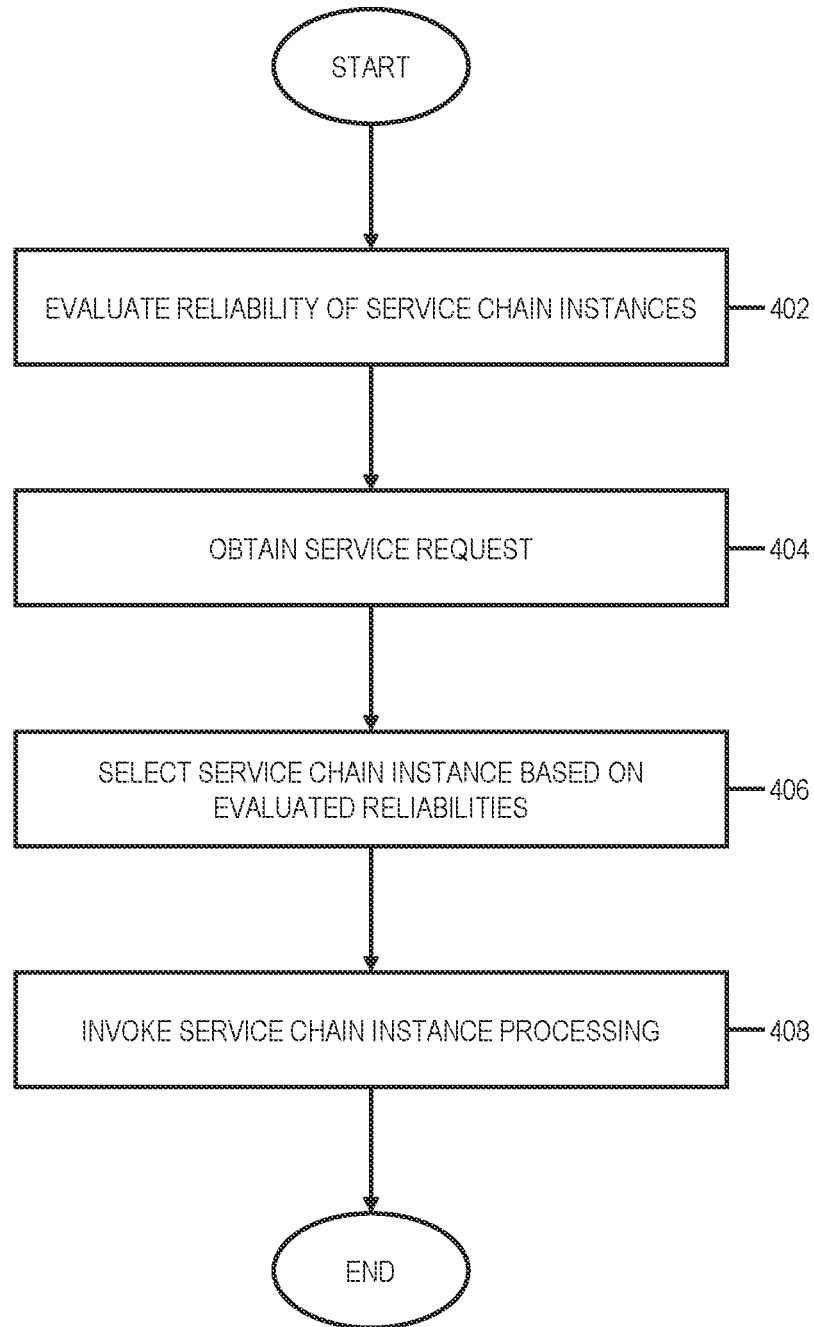 START
EVALUATE RELIABILITY OF SERVICE CHAIN INSTANCES
402
OBTAIN SERVICE REQUEST
404
SELECT SERVICE CHAIN INSTANCE BASED ON
EVALUATED RELIABILITIES
406
INVOKE SERVICE CHAIN INSTANCE PROCESSING
408
END